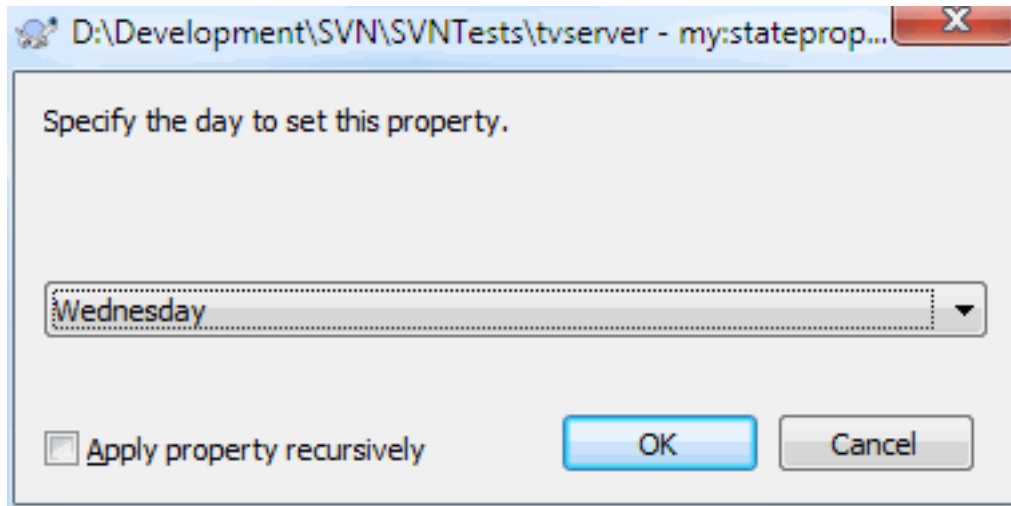 D:\Development\SVN\SVNTests\tvserver - my:stateprop...
Specify the day to set this property.
Wednesday
Apply property recursively
OK
Cancel